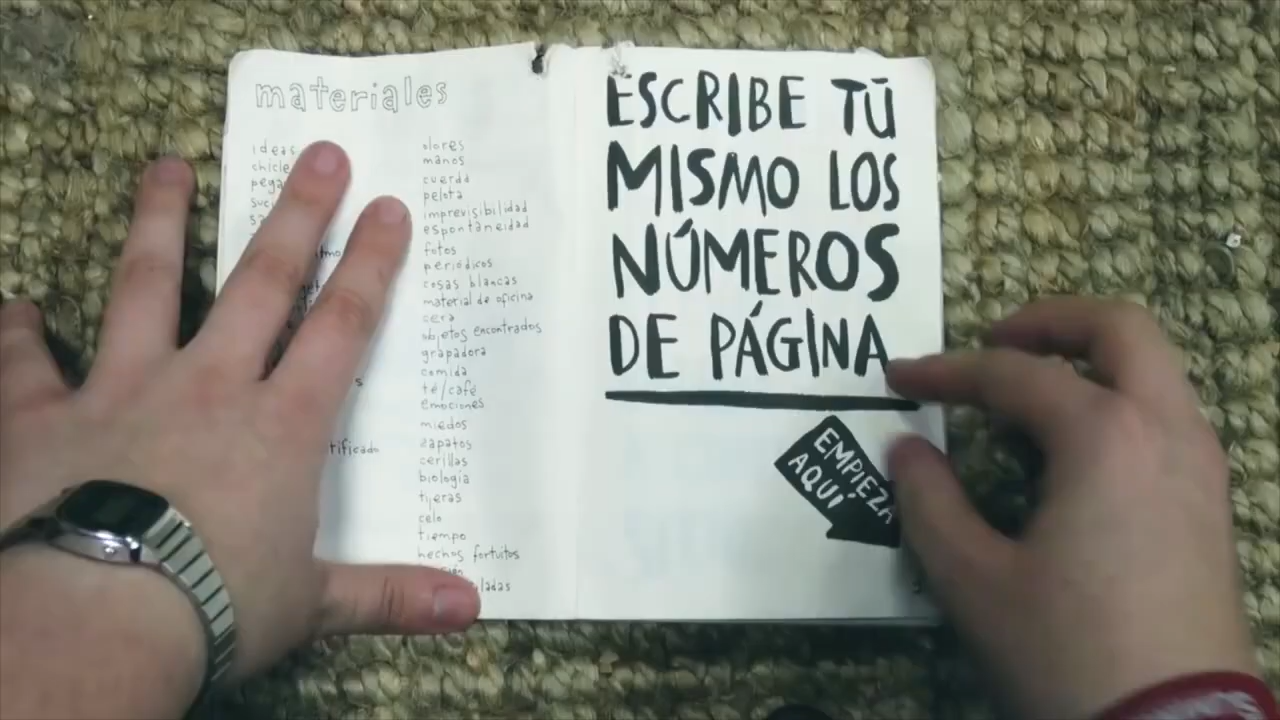 materiales
ideas
chicle
olores
manos
cuerda
pelota
imprevisibilidad
espontaneidad
fotos
periódicos
cosas blancas
material de oficina
cera
objetos encontrados
grapadora
comida
té/café
emociones
miedos
zapatos
cerillas
biología
tijeras
celo
tiempo
hechos fortuitos
ESCRIBE TÚ
MISMO LOS
NÚMEROS
DE PÁGINA
EMPIEZA
AQUÍ